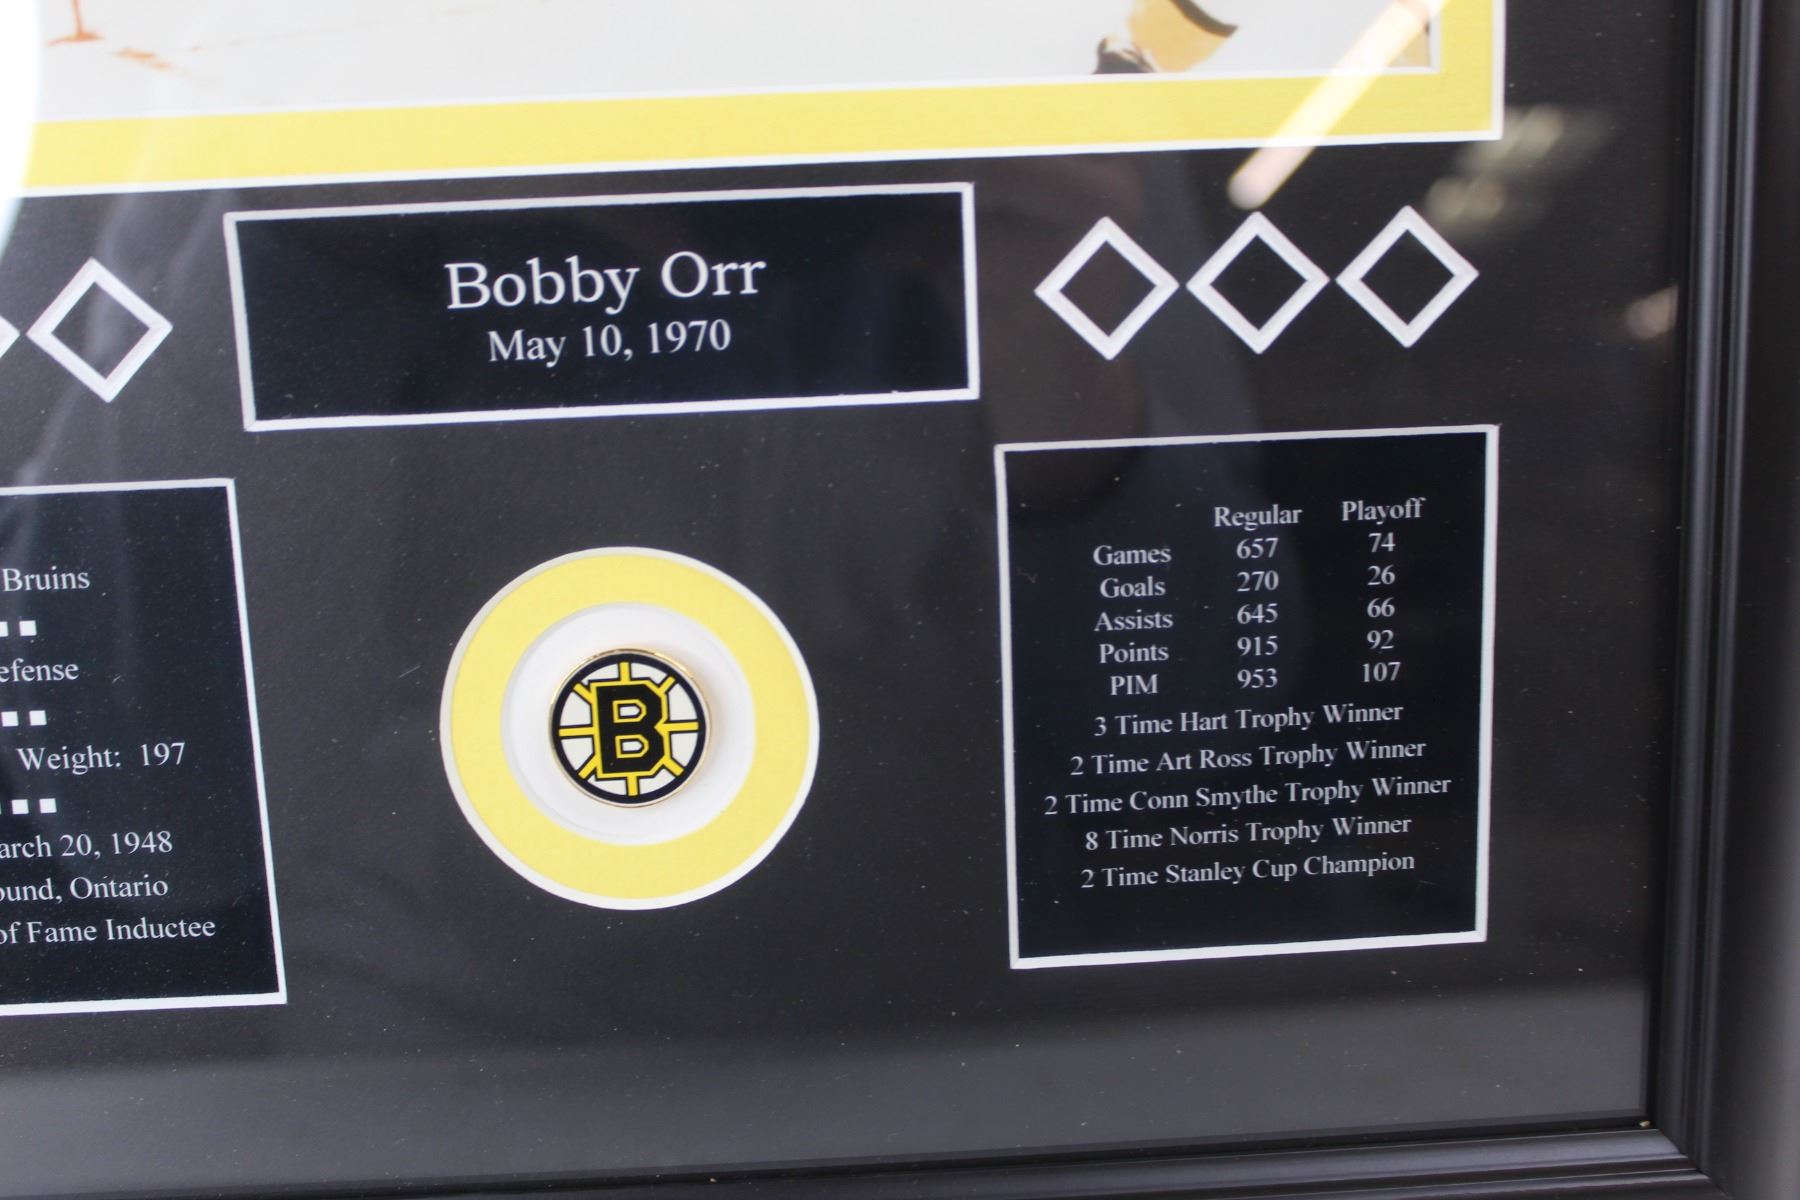 Bobby Orr
May 10, 1970
Bruins
efense
Weight: 197
arch 20, 1948
ound, Ontario
of Fame Inductee
B
Regular Playoff
Games 657 74
Goals 270 26
Assists 645 66
Points 915 92
PIM 953 107
3 Time Hart Trophy Winner
2 Time Art Ross Trophy Winner
2 Time Conn Smythe Trophy Winner
8 Time Norris Trophy Winner
2 Time Stanley Cup Champion